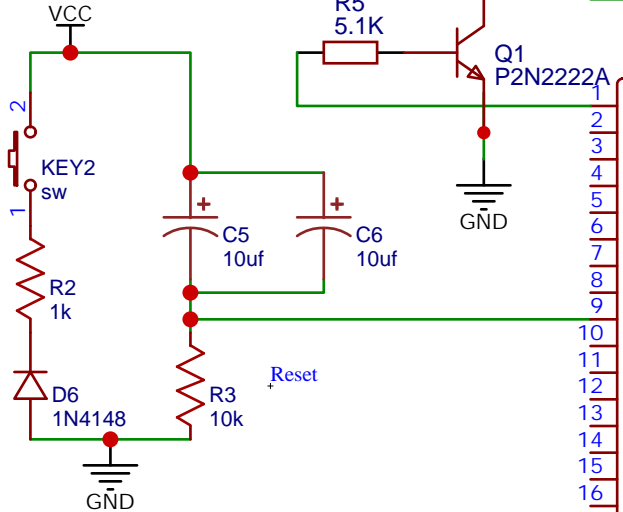 VCC
R5
5.1K
Q1
P2N2222A
2
KEY2
sw
1
GND
C5
10uf
C6
10uf
R2
1k
D6
1N4148
R3
10k
Reset
GND
1
2
3
4
5
6
7
8
9
10
11
12
13
14
15
16
+
+